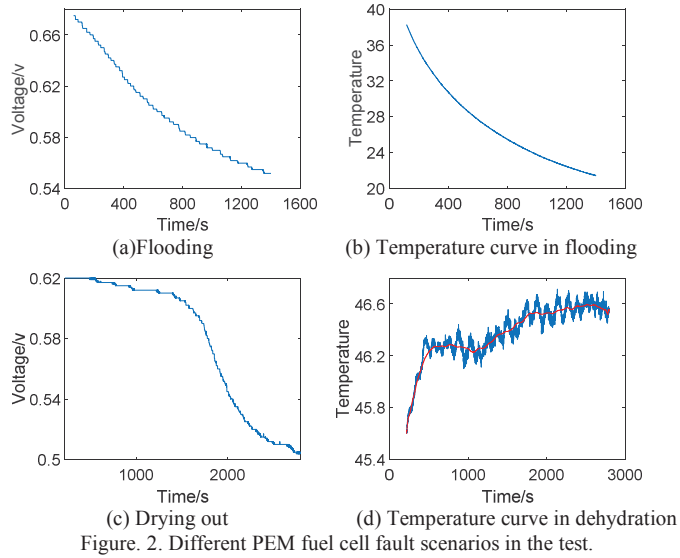 0.66
0.62
0.58
0.54
Voltage/v
0
400
800
1200
1600
Time/s
(a)Flooding
40
36
32
28
24
20
Temperature
0
400
800
1200
1600
Time/s
(b) Temperature curve in flooding
0.62
0.58
0.54
0.5
Voltage/v
1000
2000
Time/s
(c) Drying out
46.6
46.2
45.8
45.4
Temperature
0
1000
2000
3000
Time/s
(d) Temperature curve in dehydration
Figure. 2. Different PEM fuel cell fault scenarios in the test.